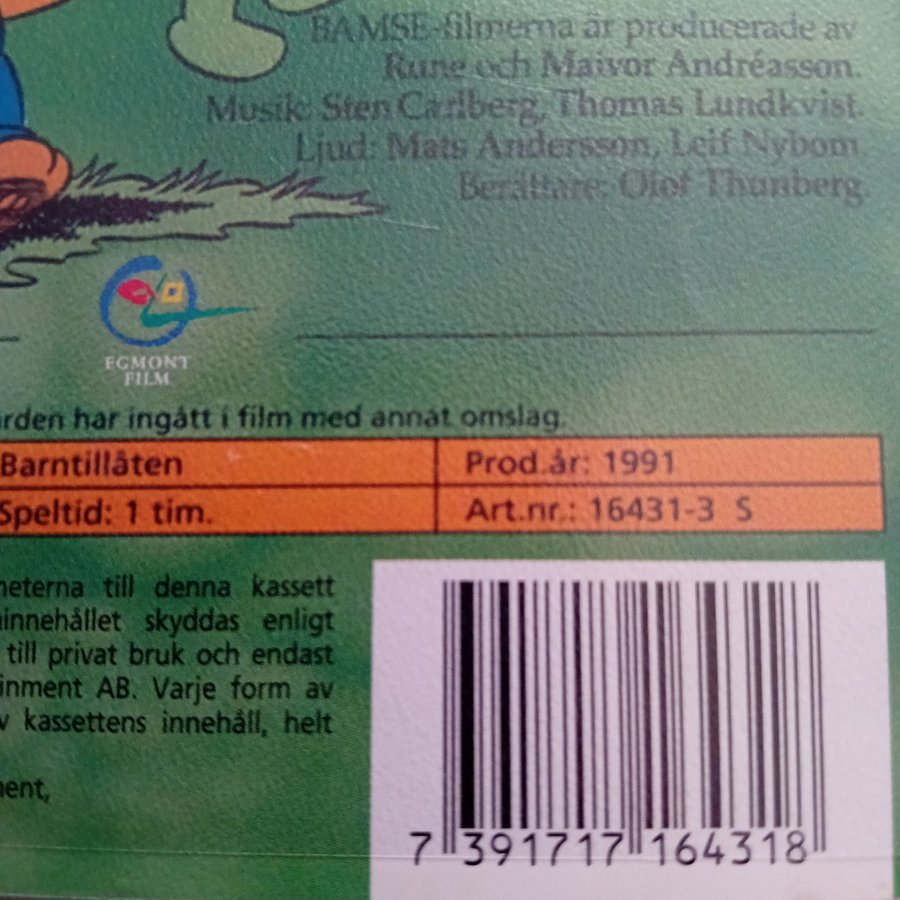 BAMSE-filmerna är producerade av
Rune och Maivor Andréasson.
Musik: Sten Carlberg, Thomas Lundkvist.
Ljud: Mats Andersson, Leif Nybom
Berättare: Olof Thunberg.
EGMONT
FILM
rden har ingått i film med annat omslag.
Barntillåten Prod.år: 1991
Speltid: 1 tim. Art.nr.: 16431-3 S
heterna till denna kassett
innehållet skyddas enligt
till privat bruk och endast
inment AB. Varje form av
v kassettens innehåll, helt
ent,
7 391717 164318